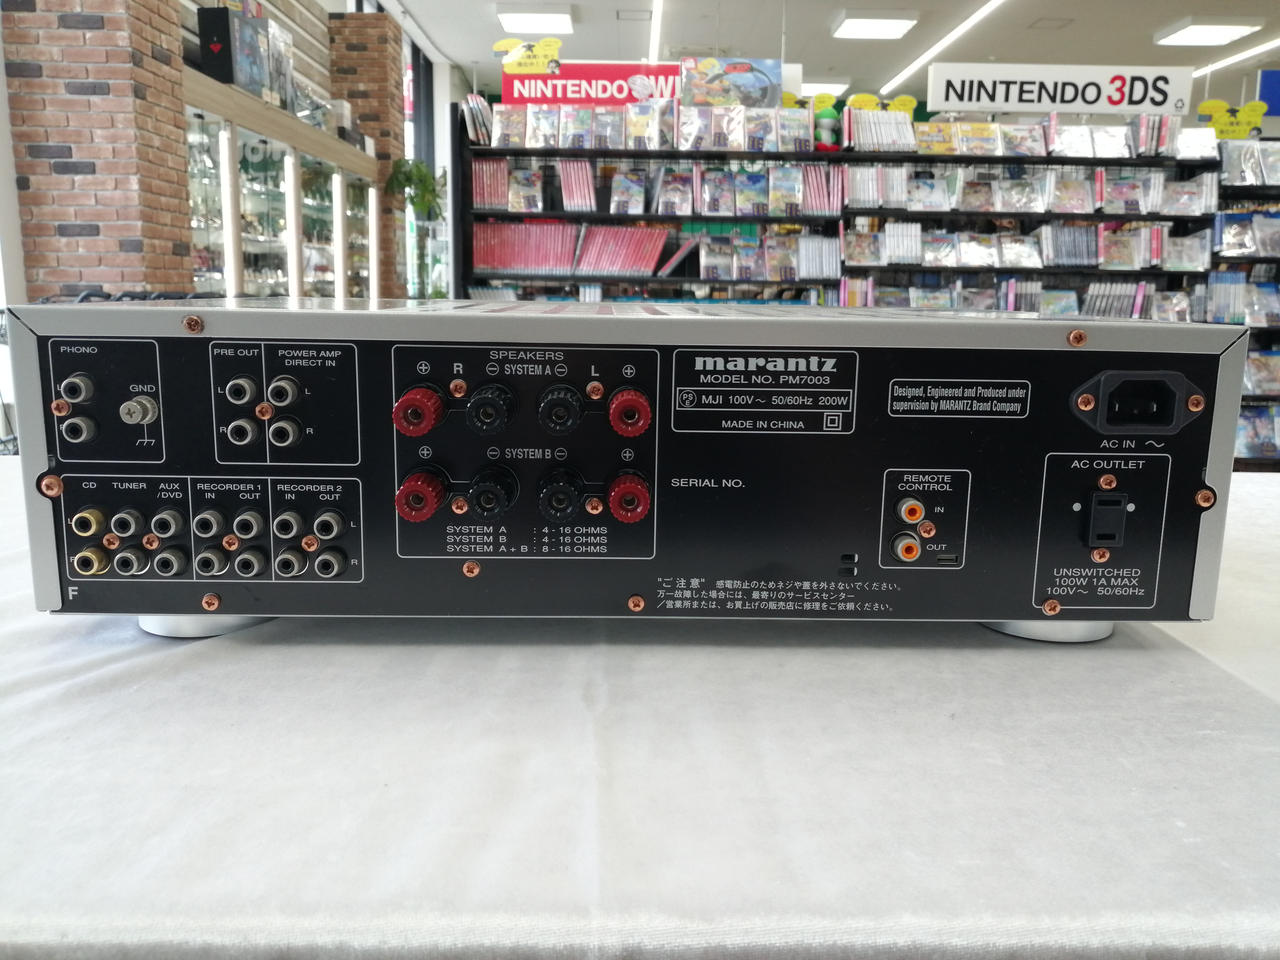 NINTENDO
WI
NINTENDO 3DS
PHONO
L
R
GND
PRE OUT
L
R
POWER AMP
DIRECT IN
L
R
CD
TUNER
AUX
/DVD
RECORDER 1
IN
OUT
RECORDER 2
IN
OUT
L
R
L
R
F
SPEAKERS
R
SYSTEM A
L
SYSTEM B
SYSTEM A : 4 - 16 OHMS
SYSTEM B : 4 - 16 OHMS
SYSTEM A + B : 8 - 16 OHMS
marantz
MODEL NO. PM7003
PS
E
MJI 100V～ 50/60Hz 200W
MADE IN CHINA
SERIAL NO.
"ご注意" 感電防止のためネジや蓋を外さないでください。
万一故障した場合には、最寄りのサービスセンター
／営業所または、お買上げの販売店に修理をご依頼ください。
Designed, Engineered and Produced under
supervision by MARANTZ Brand Company
REMOTE
CONTROL
IN
OUT
AC IN ～
AC OUTLET
UNSWITCHED
100W 1A MAX
100V～ 50/60Hz